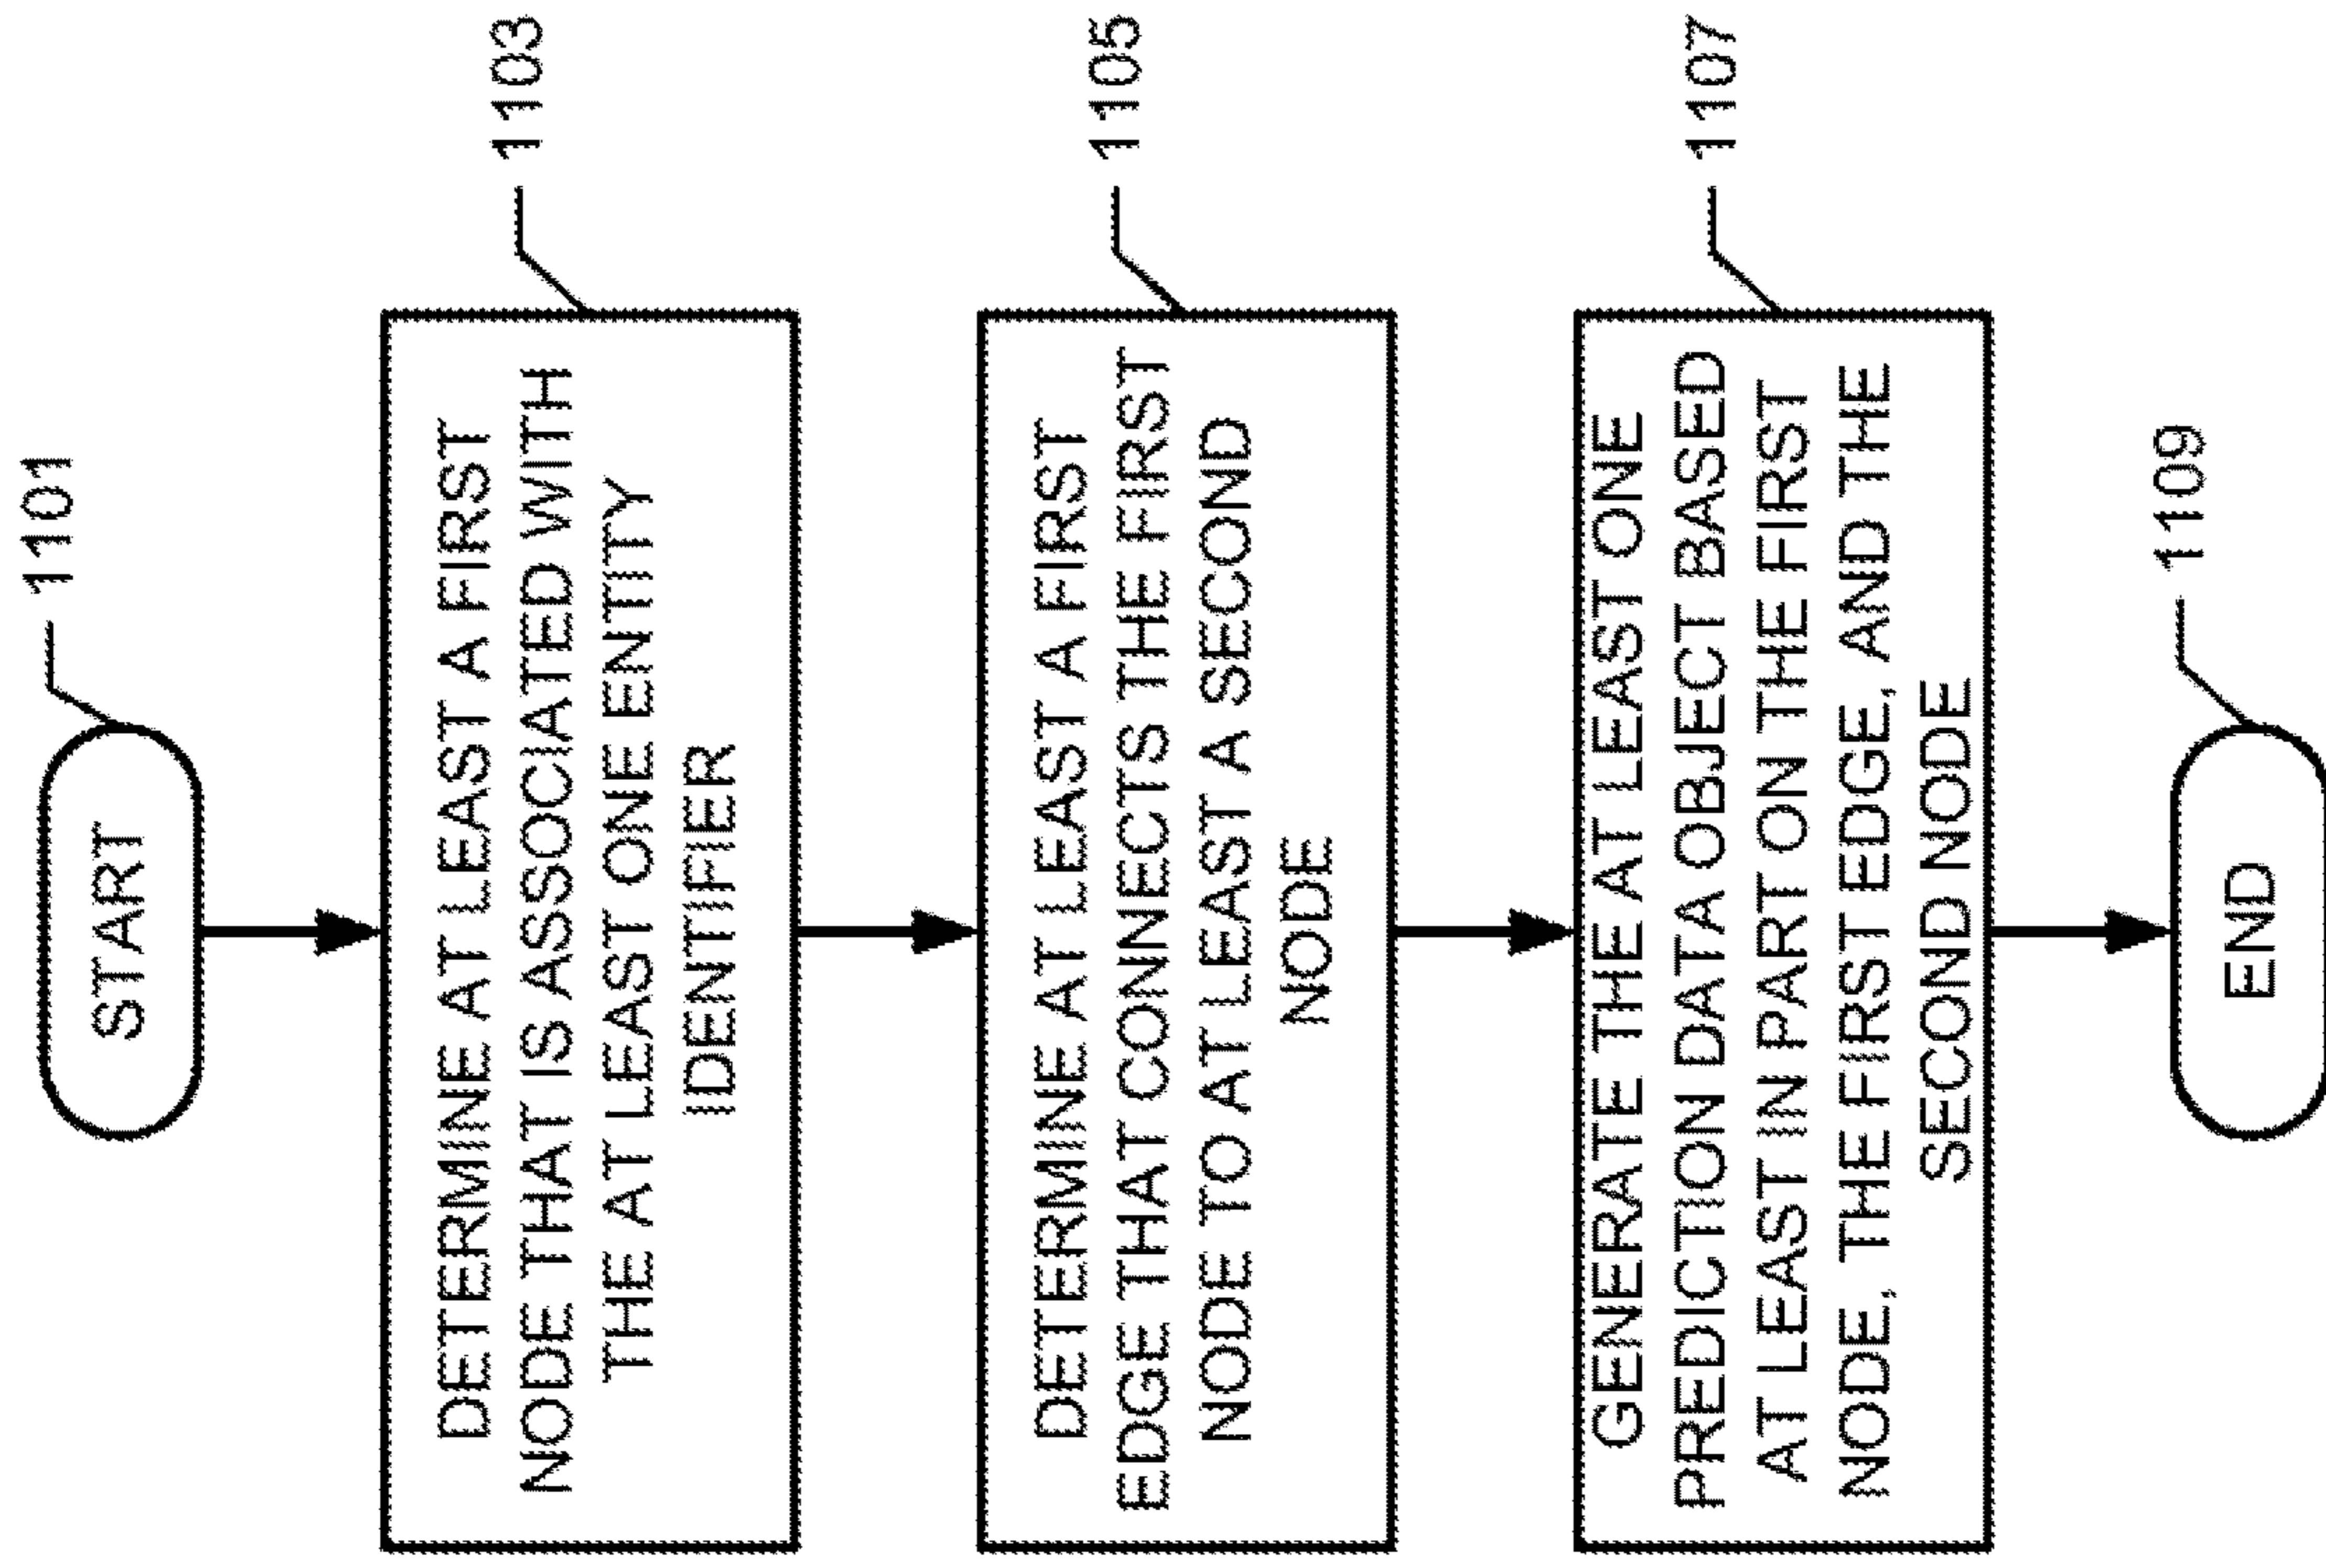 1101
START
1103
DETERMINE AT LEAST A FIRST
NODE THAT IS ASSOCIATED WITH
THE AT LEAST ONE ENTITY
IDENTIFIER
1105
DETERMINE AT LEAST A FIRST
EDGE THAT CONNECTS THE FIRST
NODE TO AT LEAST A SECOND
NODE
1107
GENERATE THE AT LEAST ONE
PREDICTION DATA OBJECT BASED
AT LEAST IN PART ON THE FIRST
NODE, THE FIRST EDGE, AND THE
SECOND NODE
1109
END